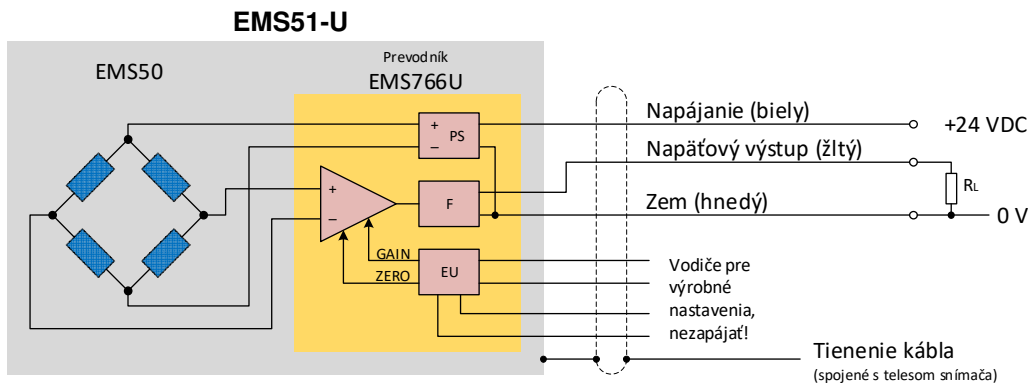 EMS51-U
EMS50
Prevodník
EMS766U
+
−
PS
+
−
F
GAIN
ZERO
EU
Napájanie (biely)
+24 VDC
Napäťový výstup (žltý)
RL
Zem (hnedý)
0 V
Vodiče pre
výrobné
nastavenia,
nezapájať!
Tienenie kábla
(spojené s telesom snímača)